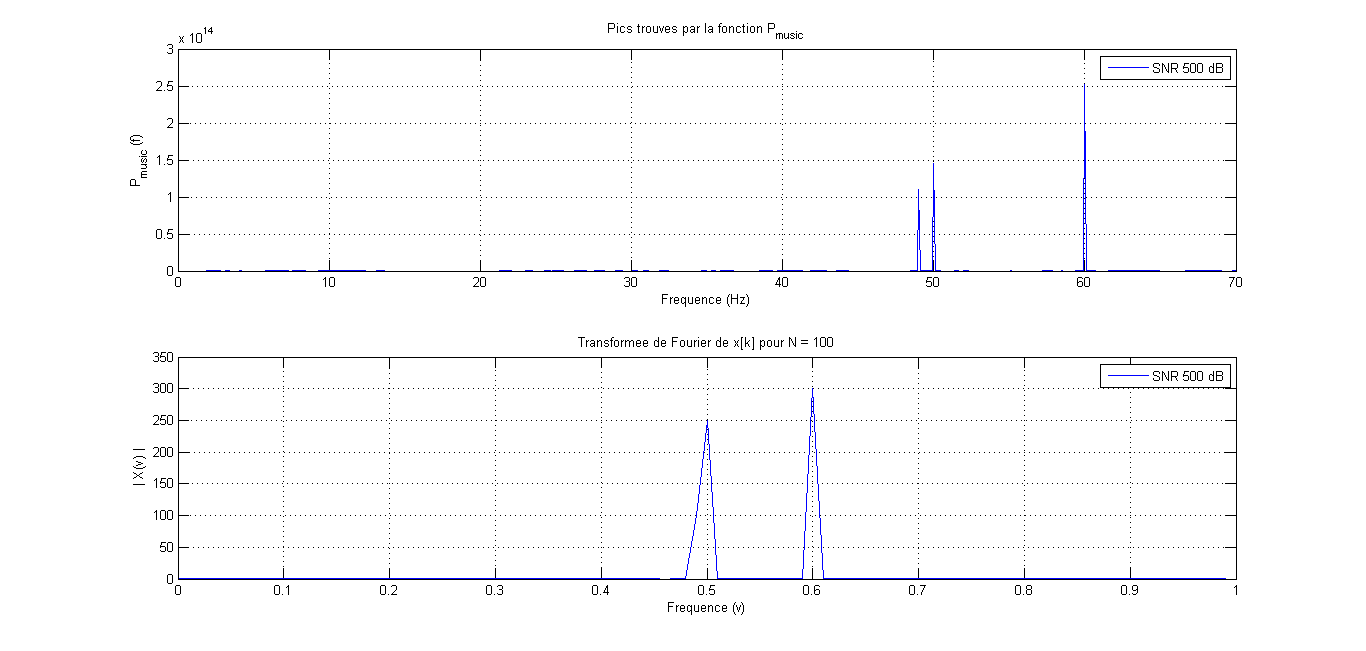 Pics trouves par la fonction P_music
x 10^14
3
2.5
2
1.5
1
0.5
0
P_music (f)
SNR 500 dB
0 10 20 30 40 50 60 70
Frequence (Hz)
Transformee de Fourier de x[k] pour N = 100
350
300
250
200
150
100
50
0
| X(v) |
SNR 500 dB
0 0.1 0.2 0.3 0.4 0.5 0.6 0.7 0.8 0.9 1
Frequence (v)